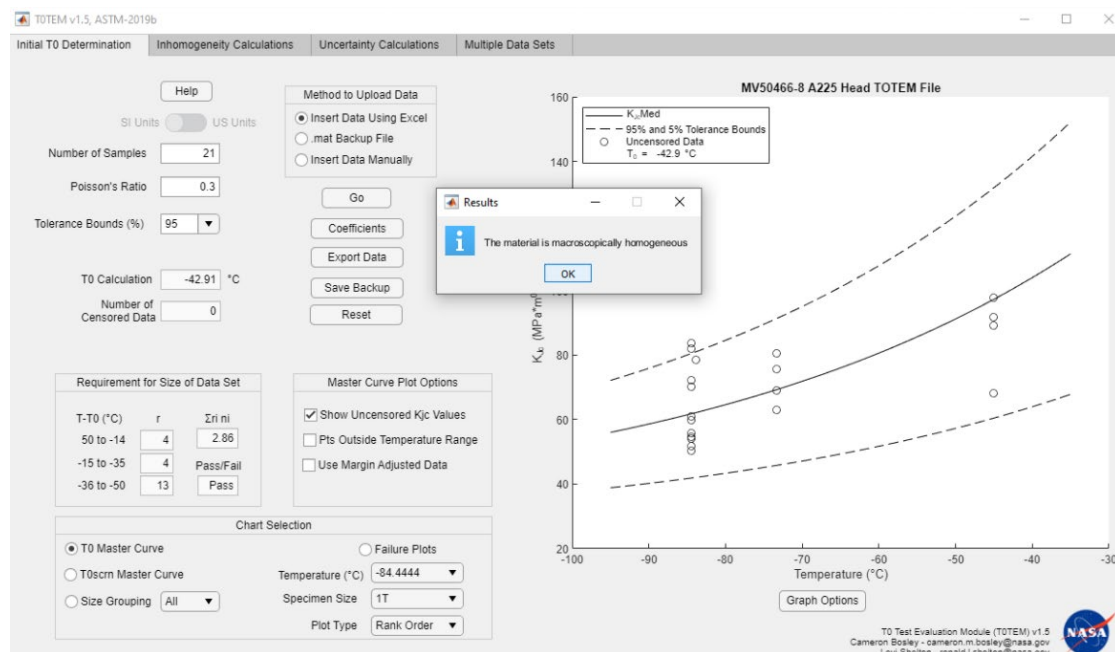 T0TEM v1.5, ASTM-2019b
Initial T0 Determination
Inhomogeneity Calculations
Uncertainty Calculations
Multiple Data Sets
Help
SI Units
US Units
Number of Samples
21
Poisson's Ratio
0.3
Tolerance Bounds (%)
95
T0 Calculation
-42.91
°C
Number of
Censored Data
0
Method to Upload Data
Insert Data Using Excel
.mat Backup File
Insert Data Manually
Go
Coefficients
Export Data
Save Backup
Reset
Requirement for Size of Data Set
T-T0 (°C)
r
Σri ni
50 to -14
4
2.86
-15 to -35
4
Pass/Fail
-36 to -50
13
Pass
Master Curve Plot Options
Show Uncensored Kjc Values
Pts Outside Temperature Range
Use Margin Adjusted Data
Chart Selection
T0 Master Curve
Failure Plots
T0scrn Master Curve
Temperature (°C)
-84.4444
Size Grouping
All
Specimen Size
1T
Plot Type
Rank Order
Results
The material is macroscopically homogeneous
OK
MV50466-8 A225 Head TOTEM File
KJcMed
95% and 5% Tolerance Bounds
Uncensored Data
T0 = -42.9 °C
160
140
80
60
40
20
KJc (MPa*m
-100
-90
-80
-70
-60
-50
-40
-30
Temperature (°C)
Graph Options
T0 Test Evaluation Module (T0TEM) v1.5
Cameron Bosley - cameron.m.bosley@nasa.gov
NASA